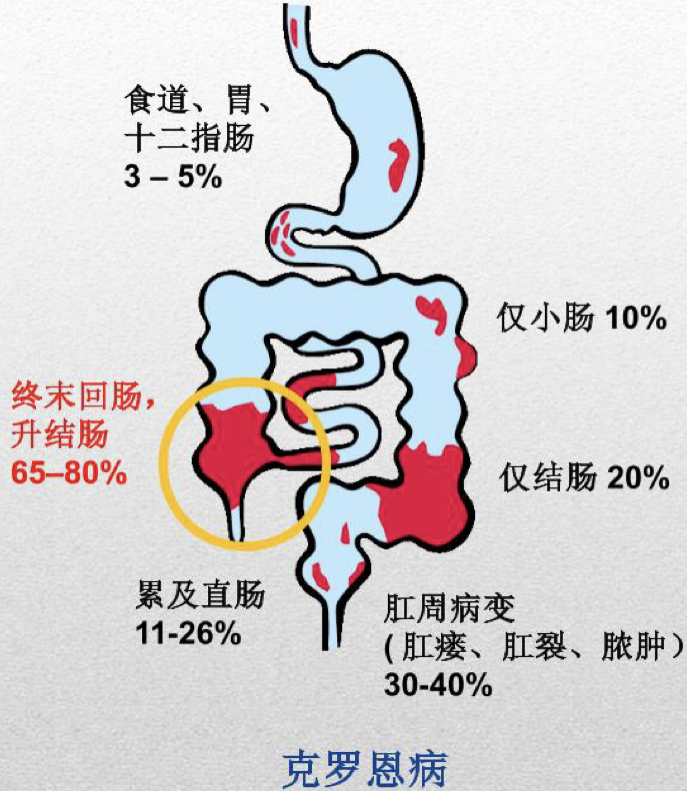 食道、胃、
十二指肠
3 – 5%
仅小肠 10%
终末回肠，
升结肠
65–80%
仅结肠 20%
累及直肠
11-26%
肛周病变
( 肛瘘、肛裂、脓肿）
30-40%
克罗恩病